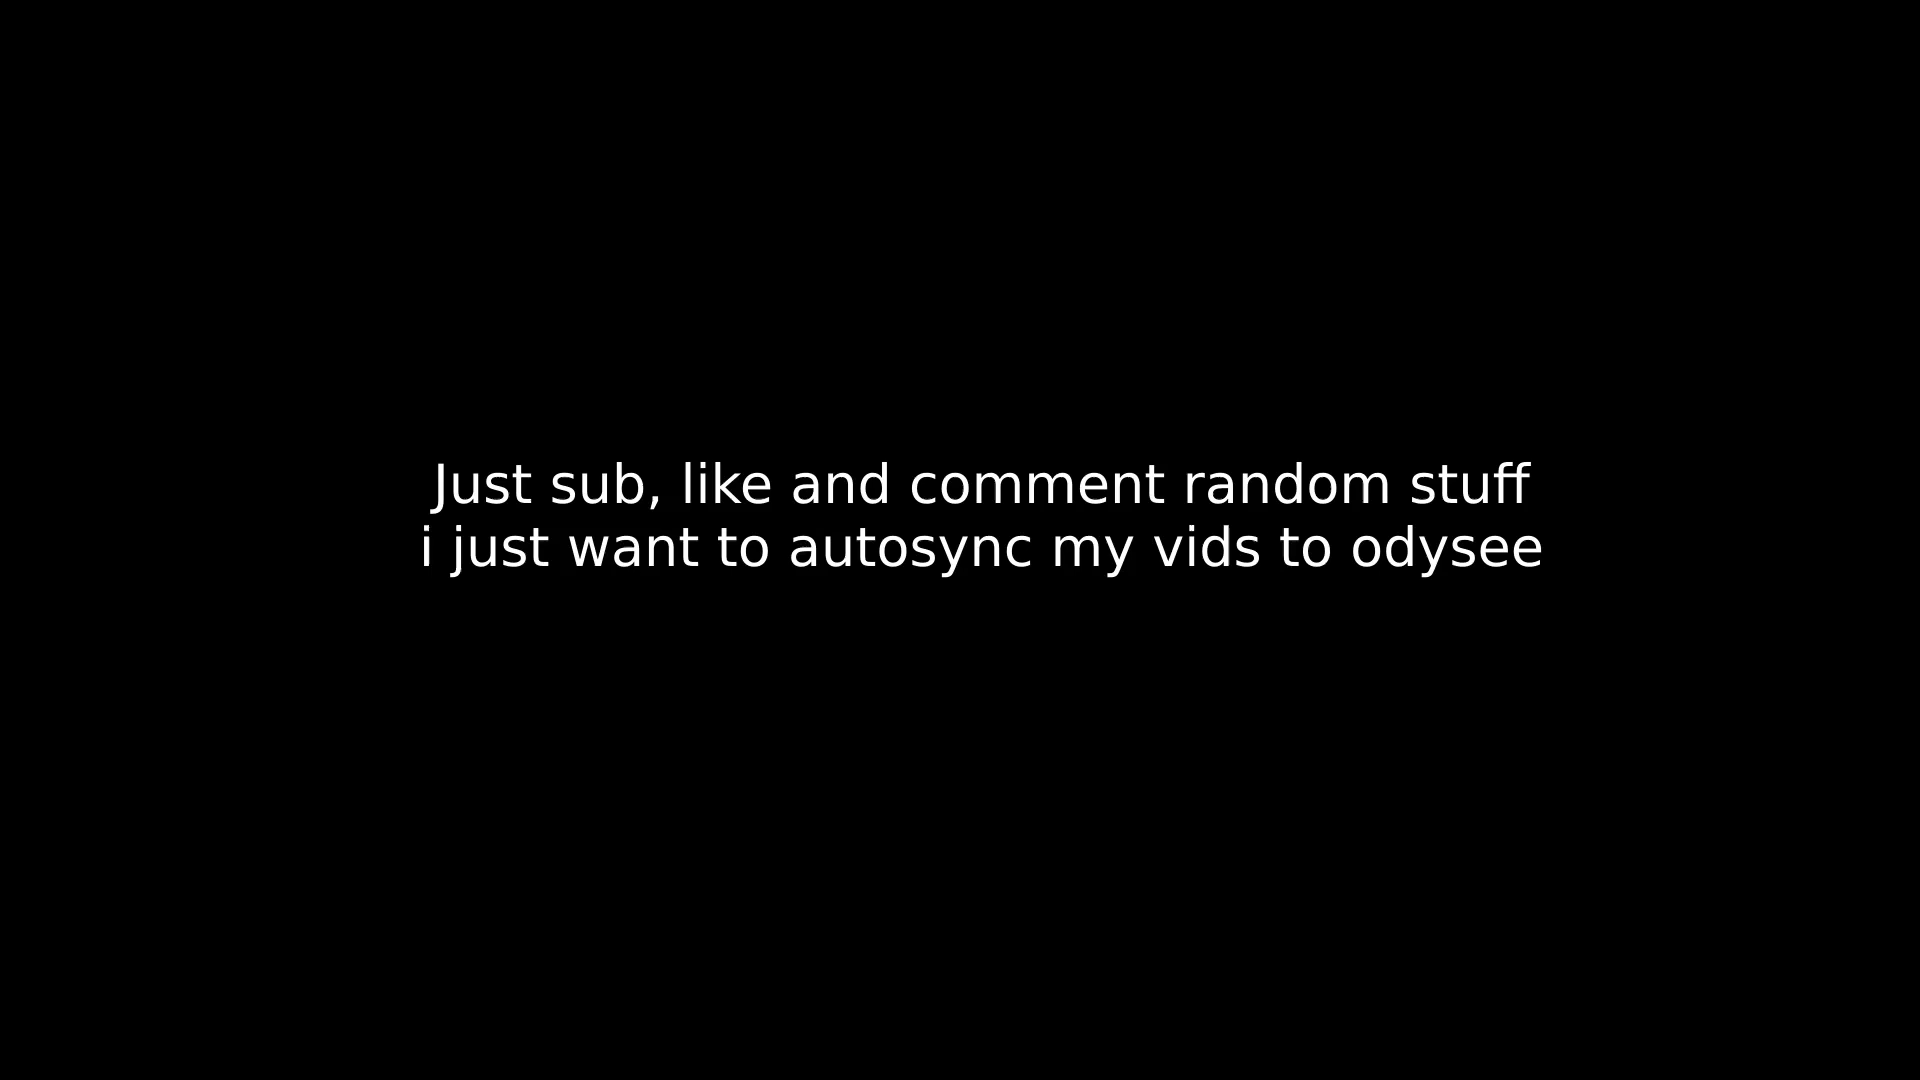 Just sub, like and comment random stuff
i just want to autosync my vids to odysee